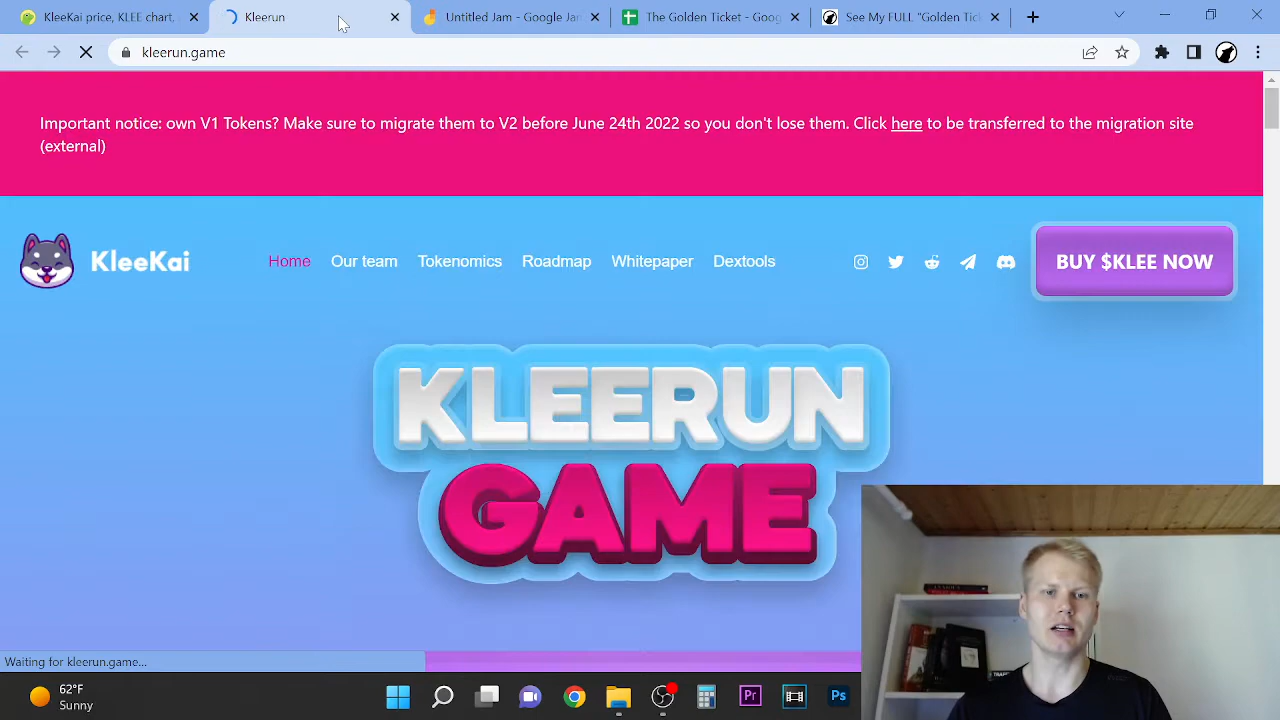 KleeKai price, KLEE chart,
Kleerun
Untitled Jam - Google Jam
The Golden Ticket - Goog
See My FULL "Golden Tick
kleerun.game
Important notice: own V1 Tokens? Make sure to migrate them to V2 before June 24th 2022 so you don't lose them. Click here to be transferred to the migration site
(external)
KleeKai
Home
Our team
Tokenomics
Roadmap
Whitepaper
Dextools
BUY $KLEE NOW
KLEERUN
GAME
Waiting for kleerun.game...
62°F
Sunny
Pr
Ps